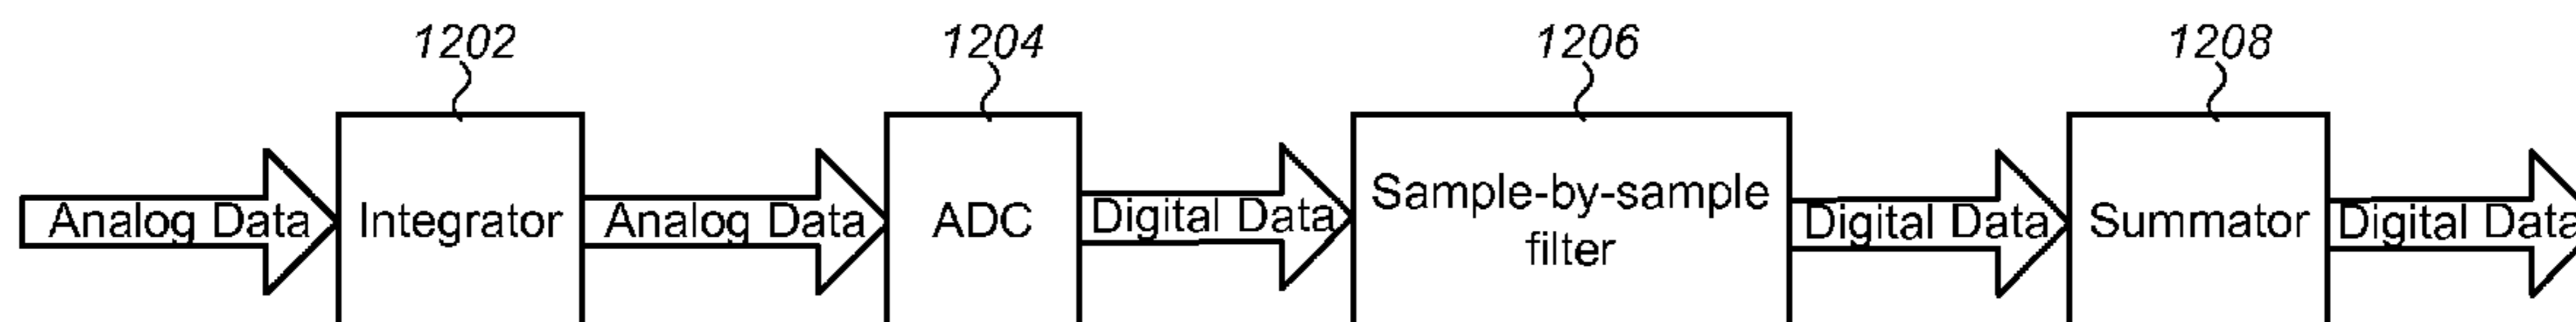 1202 1204 1206 1208
Analog Data Integrator Analog Data ADC Digital Data Sample-by-sample Digital Data Summator Digital Data
filter